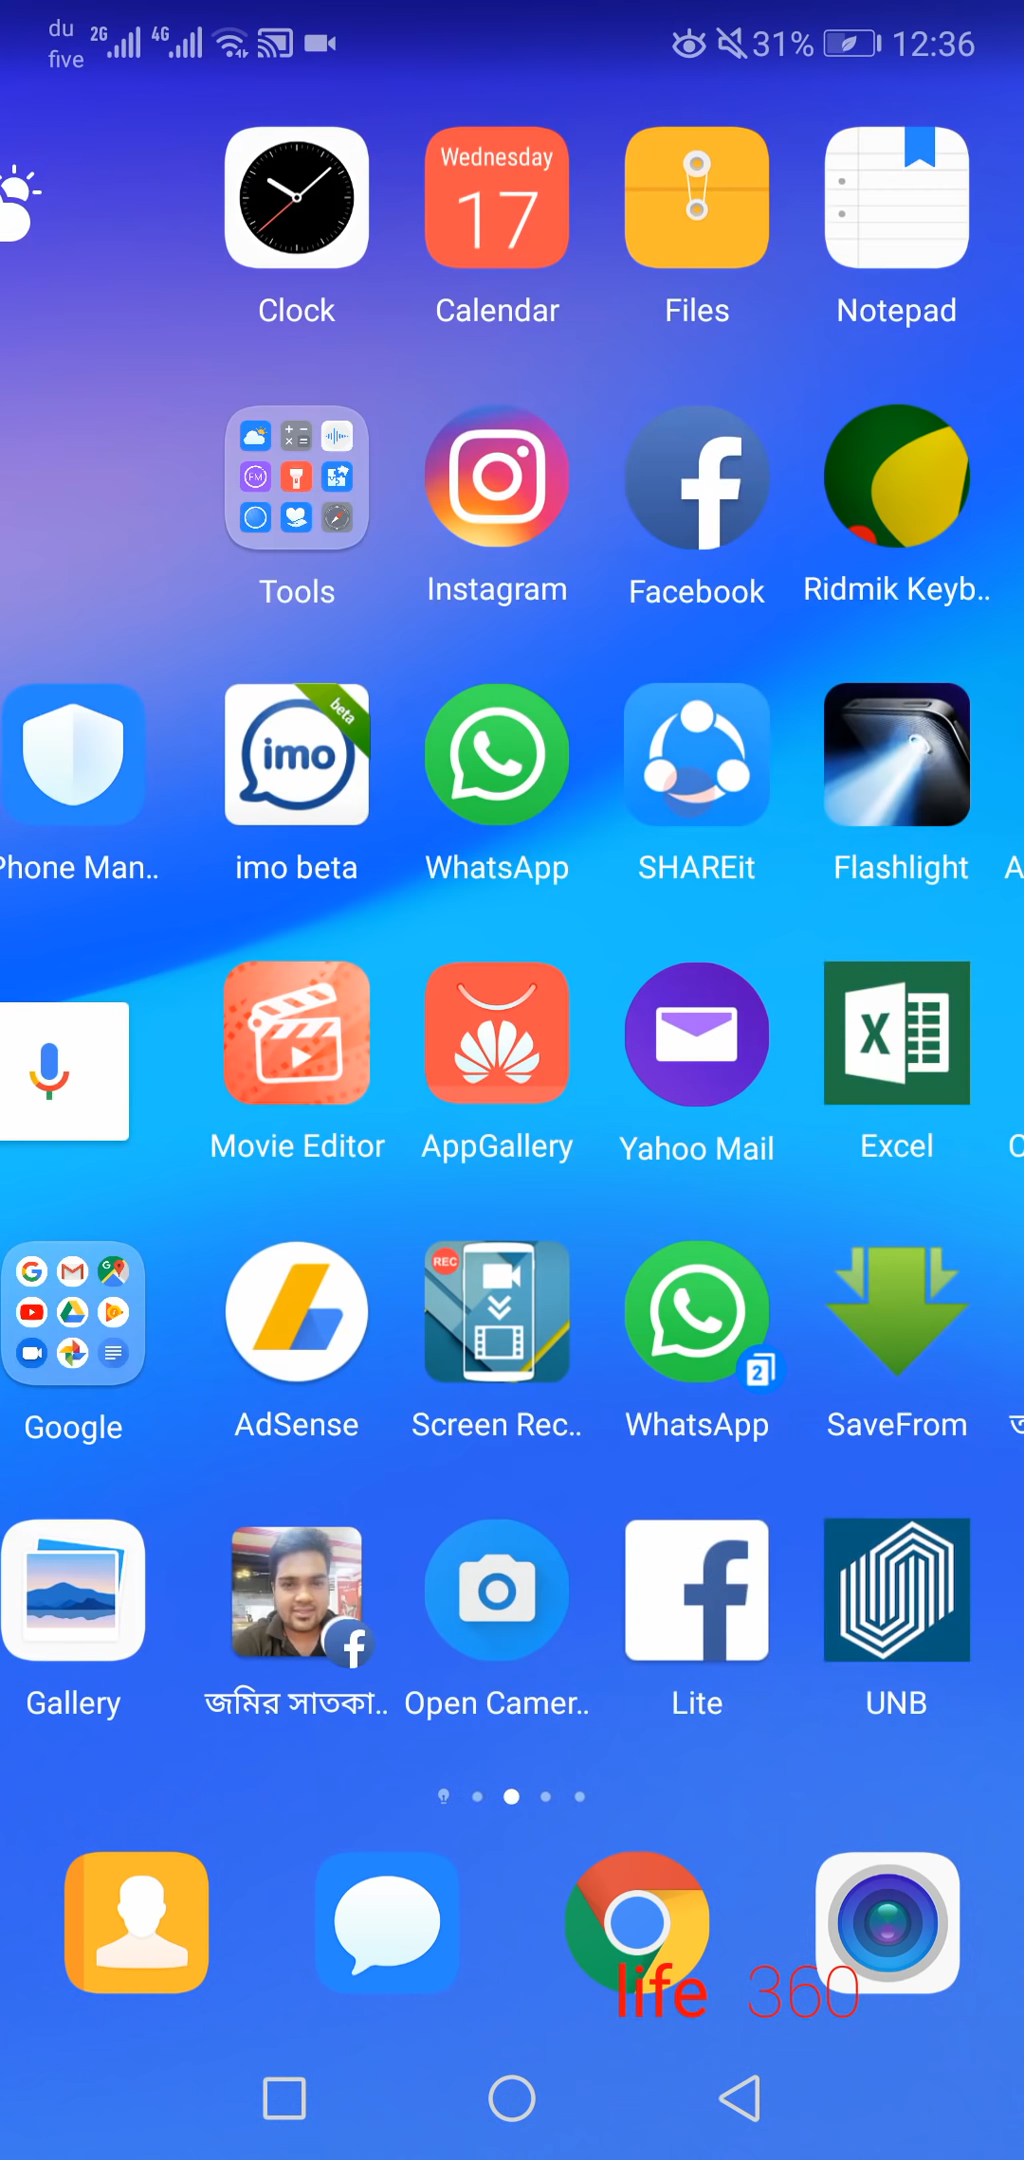 du
five
2G
4G
31%
12:36
Wednesday
17
Clock
Calendar
Files
Notepad
FM
Tools
Instagram
Facebook
Ridmik Keyb..
beta
imo
Phone Man..
imo beta
WhatsApp
SHAREit
Flashlight
A
X
Movie Editor
AppGallery
Yahoo Mail
Excel
REC
2
Google
AdSense
Screen Rec..
WhatsApp
SaveFrom
Gallery
জমির সাতকা..
Open Camer..
Lite
UNB
life 360